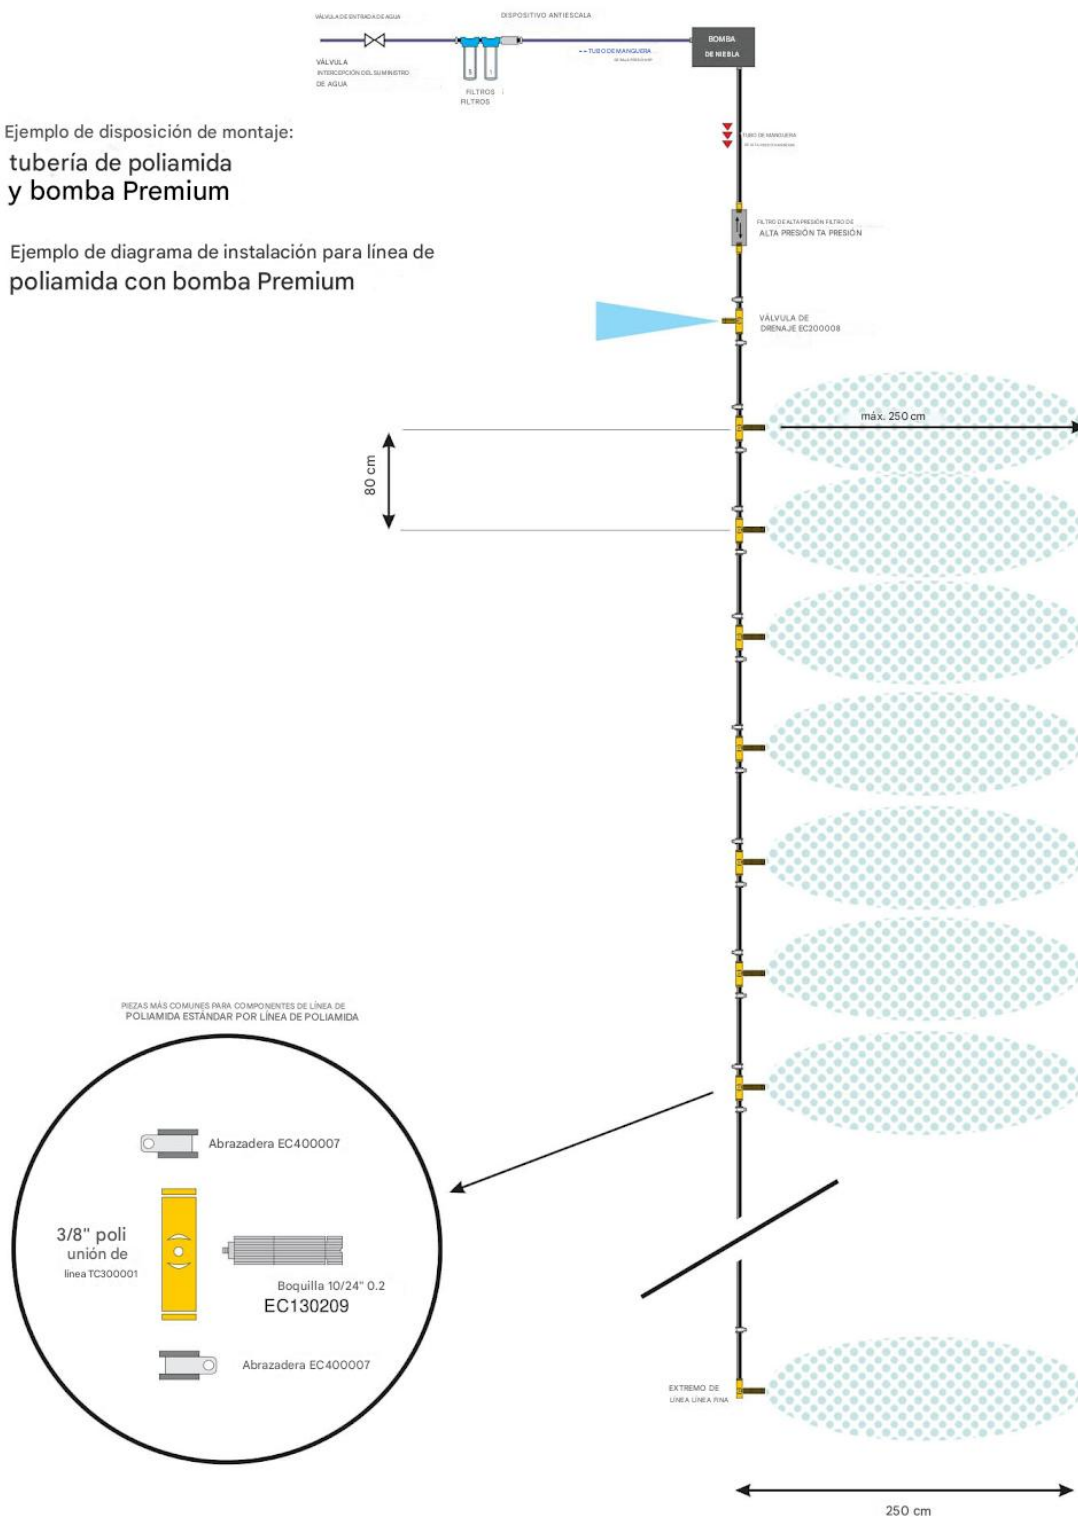 VÁLVULA DE ENTRADA DE AGUA
DISPOSITIVO ANTIESCALA
BOMBA
DE NIEBLA
TUBO DE MANGUERA
VÁLVULA
INTERCEPCIÓN DEL SUMINISTRO
DE AGUA
FILTROS
FILTROS
Ejemplo de disposición de montaje:
tubería de poliamida
y bomba Premium
TUBO DE MANGUERA
FILTRO DE ALTA PRESIÓN FILTRO DE
ALTA PRESIÓN TA PRESIÓN
Ejemplo de diagrama de instalación para línea de
poliamida con bomba Premium
VÁLVULA DE
DRENAJE EC200008
máx. 250 cm
80 cm
PIEZAS MÁS COMUNES PARA COMPONENTES DE LÍNEA DE
POLIAMIDA ESTÁNDAR POR LÍNEA DE POLIAMIDA
Abrazadera EC400007
3/8" poli
unión de
línea TC300001
Boquilla 10/24" 0.2
EC130209
Abrazadera EC400007
EXTREMO DE
LÍNEA LÍNEA FINA
250 cm